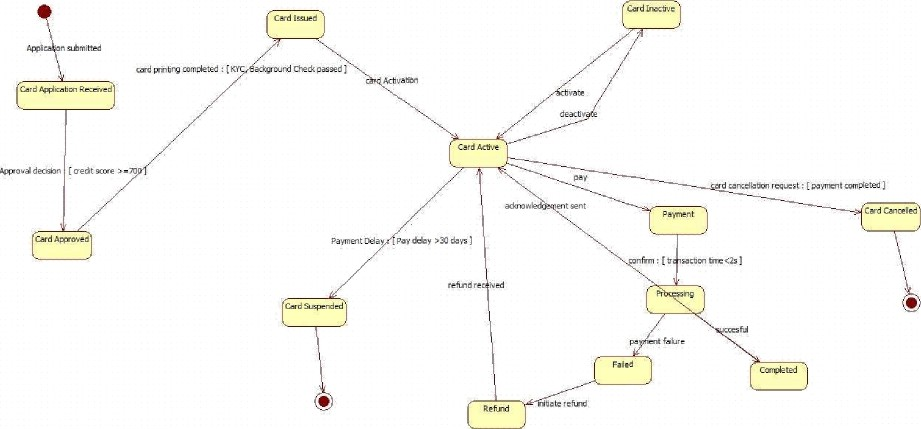 Card Issued
Card Inactive
Application submitted
card printing completed : [ KYC, Background Check passed ]
card Activation
Card Application Received
activate
deactivate
Card Active
Approval decision : [ credit score >=700 ]
pay
card cancellation request : [ payment completed ]
acknowledgement sent
Payment
Card Cancelled
Card Approved
Payment Delay : [ Pay delay >30 days ]
confirm : [ transaction time<2s ]
refund received
Processing
Card Suspended
succesful
payment failure
Failed
Completed
Refund
initiate refund